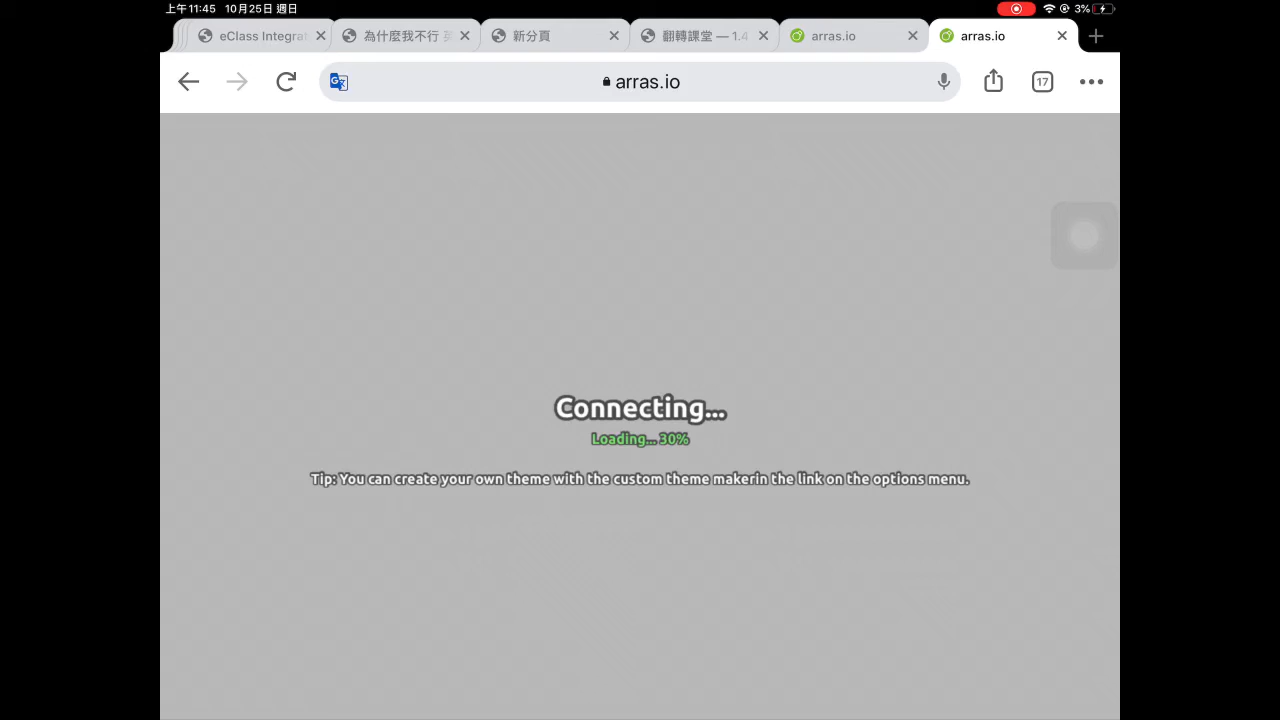 上午11:45 10月25日 週日 3%
eClass Integra 為什麼我不行 新分頁 翻轉課堂 — 1.4 arras.io arras.io
arras.io 17
Connecting...
Loading... 30%
Tip: You can create your own theme with the custom theme makerin the link on the options menu.